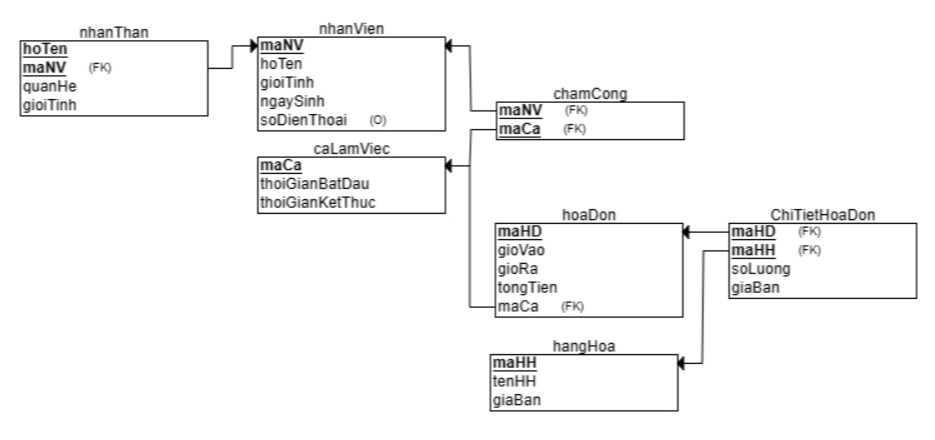 nhanThan
hoTen
maNV (FK)
quanHe
gioiTinh
nhanVien
maNV
hoTen
gioiTinh
ngaySinh
soDienThoai (O)
chamCong
maNV (FK)
maCa (FK)
caLamViec
maCa
thoiGianBatDau
thoiGianKetThuc
hoaDon
maHD
gioVao
gioRa
tongTien
maCa (FK)
ChiTietHoaDon
maHD (FK)
maHH (FK)
soLuong
giaBan
hangHoa
maHH
tenHH
giaBan